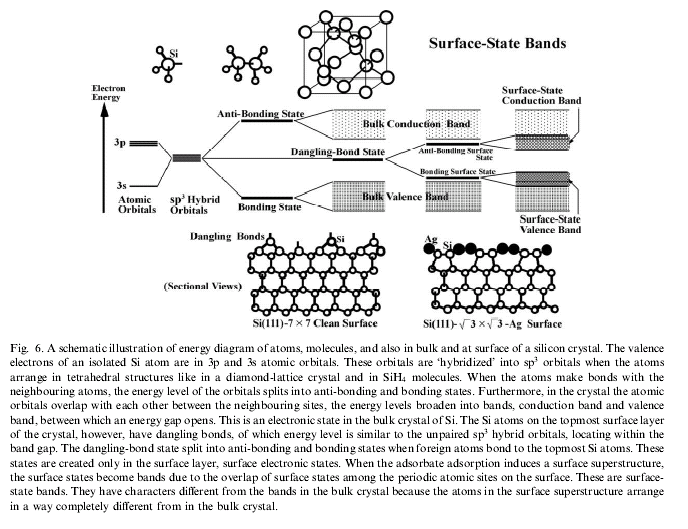 Si
Surface-State Bands
Electron
Energy
Surface-State
Conduction Band
Anti-Bonding State
Bulk Conduction Band
3p
Dangling-Bond State
Anti-Bonding Surface
State
Bonding Surface State
3s
Atomic
Orbitals
sp3 Hybrid
Orbitals
Bonding State
Bulk Valence Band
Surface-State
Valence Band
Dangling Bonds
Si
Ag
Si
(Sectional Views)
Si(111)-7 × 7 Clean Surface
Si(111)-√3 ×√3 -Ag Surface
Fig. 6. A schematic illustration of energy diagram of atoms, molecules, and also in bulk and at surface of a silicon crystal. The valence
electrons of an isolated Si atom are in 3p and 3s atomic orbitals. These orbitals are ‘hybridized’ into sp3 orbitals when the atoms
arrange in tetrahedral structures like in a diamond-lattice crystal and in SiH4 molecules. When the atoms make bonds with the
neighbouring atoms, the energy level of the orbitals splits into anti-bonding and bonding states. Furthermore, in the crystal the atomic
orbitals overlap with each other between the neighbouring sites, the energy levels broaden into bands, conduction band and valence
band, between which an energy gap opens. This is an electronic state in the bulk crystal of Si. The Si atoms on the topmost surface layer
of the crystal, however, have dangling bonds, of which energy level is similar to the unpaired sp3 hybrid orbitals, locating within the
band gap. The dangling-bond state split into anti-bonding and bonding states when foreign atoms bond to the topmost Si atoms. These
states are created only in the surface layer, surface electronic states. When the adsorbate adsorption induces a surface superstructure,
the surface states become bands due to the overlap of surface states among the periodic atomic sites on the surface. These are surface-
state bands. They have characters different from the bands in the bulk crystal because the atoms in the surface superstructure arrange
in a way completely different from in the bulk crystal.